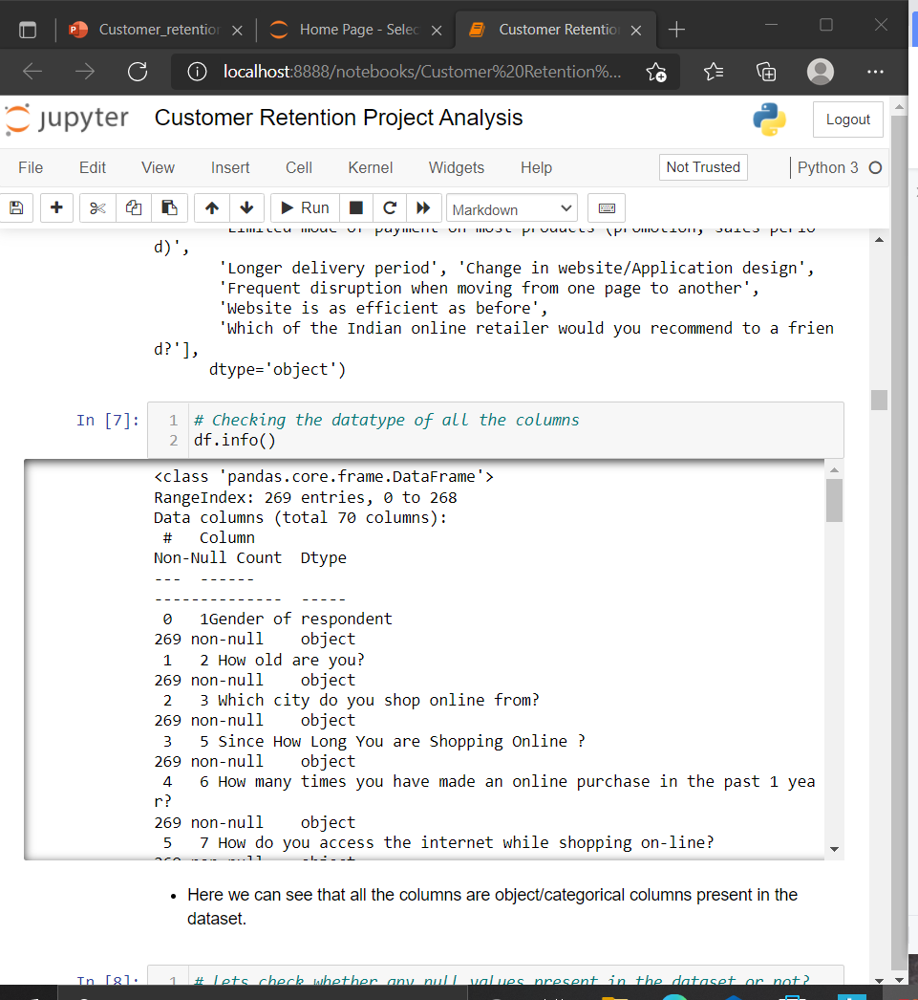 Customer_retention
Home Page - Selec
Customer Retentio
localhost:8888/notebooks/Customer%20Retention%...
jupyter Customer Retention Project Analysis
Logout
File Edit View Insert Cell Kernel Widgets Help
Not Trusted
Python 3
Run
Markdown
'Limited mode of payment on most products (promotion, sales perio
d)',
'Longer delivery period', 'Change in website/Application design',
'Frequent disruption when moving from one page to another',
'Website is as efficient as before',
'Which of the Indian online retailer would you recommend to a frien
d?'],
dtype='object')
In [7]: 1 # Checking the datatype of all the columns
2 df.info()
<class 'pandas.core.frame.DataFrame'>
RangeIndex: 269 entries, 0 to 268
Data columns (total 70 columns):
# Column
Non-Null Count Dtype
--- ------
-------------- -----
0 1Gender of respondent
269 non-null object
1 2 How old are you?
269 non-null object
2 3 Which city do you shop online from?
269 non-null object
3 5 Since How Long You are Shopping Online ?
269 non-null object
4 6 How many times you have made an online purchase in the past 1 yea
r?
269 non-null object
5 7 How do you access the internet while shopping on-line?
269 non-null object
• Here we can see that all the columns are object/categorical columns present in the
dataset.
In [8]: 1 # lets check whether any null values present in the dataset or not?